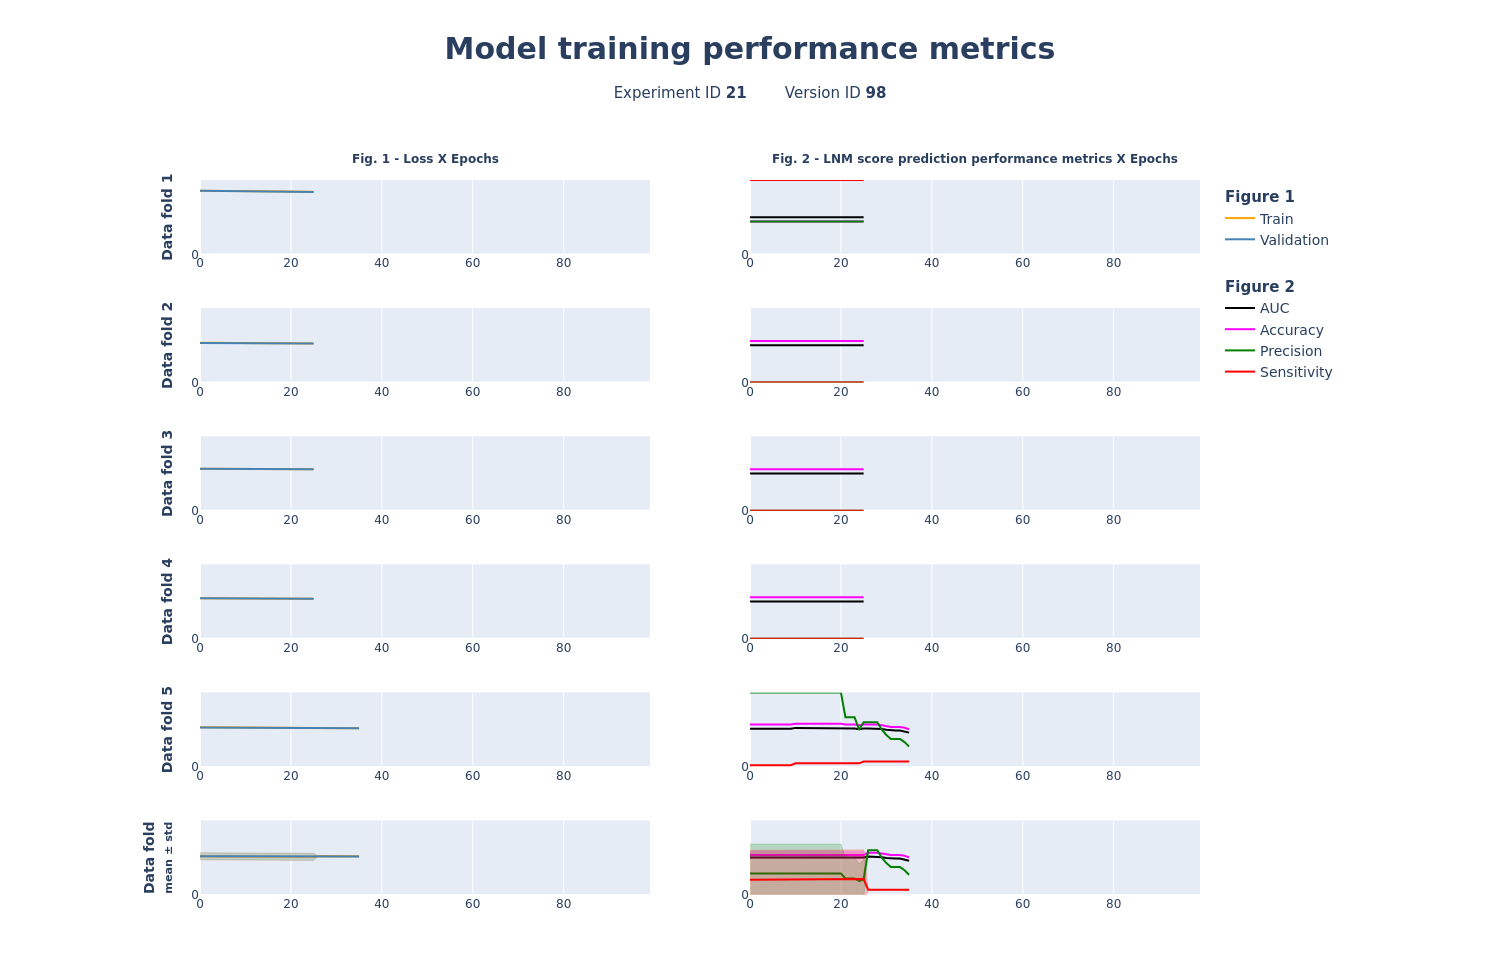 Model training performance metrics
Experiment ID 21 Version ID 98
Fig. 1 - Loss X Epochs
Fig. 2 - LNM score prediction performance metrics X Epochs
Data fold 1
0
0 20 40 60 80
0
0 20 40 60 80
Figure 1
Train
Validation
Figure 2
AUC
Accuracy
Precision
Sensitivity
Data fold 2
0
0 20 40 60 80
0
0 20 40 60 80
Data fold 3
0
0 20 40 60 80
0
0 20 40 60 80
Data fold 4
0
0 20 40 60 80
0
0 20 40 60 80
Data fold 5
0
0 20 40 60 80
0
0 20 40 60 80
Data fold
mean ± std
0
0 20 40 60 80
0
0 20 40 60 80